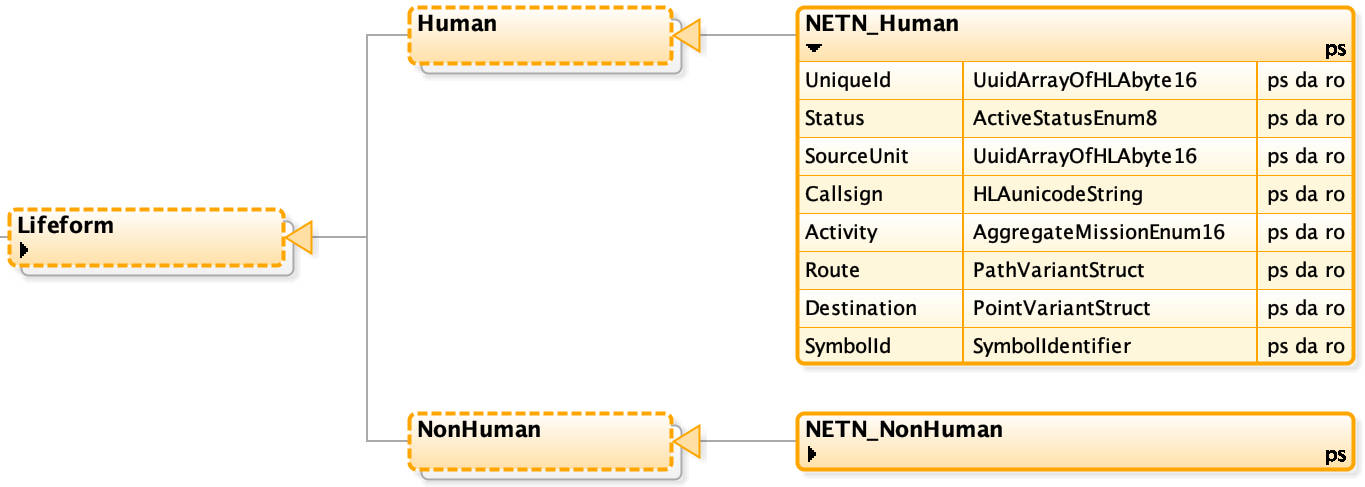 Human
NETN_Human
ps
UniqueId UuidArrayOfHLAbyte16 ps da ro
Status ActiveStatusEnum8 ps da ro
SourceUnit UuidArrayOfHLAbyte16 ps da ro
Callsign HLAunicodeString ps da ro
Activity AggregateMissionEnum16 ps da ro
Route PathVariantStruct ps da ro
Destination PointVariantStruct ps da ro
SymbolId SymbolIdentifier ps da ro
Lifeform
NonHuman
NETN_NonHuman
ps